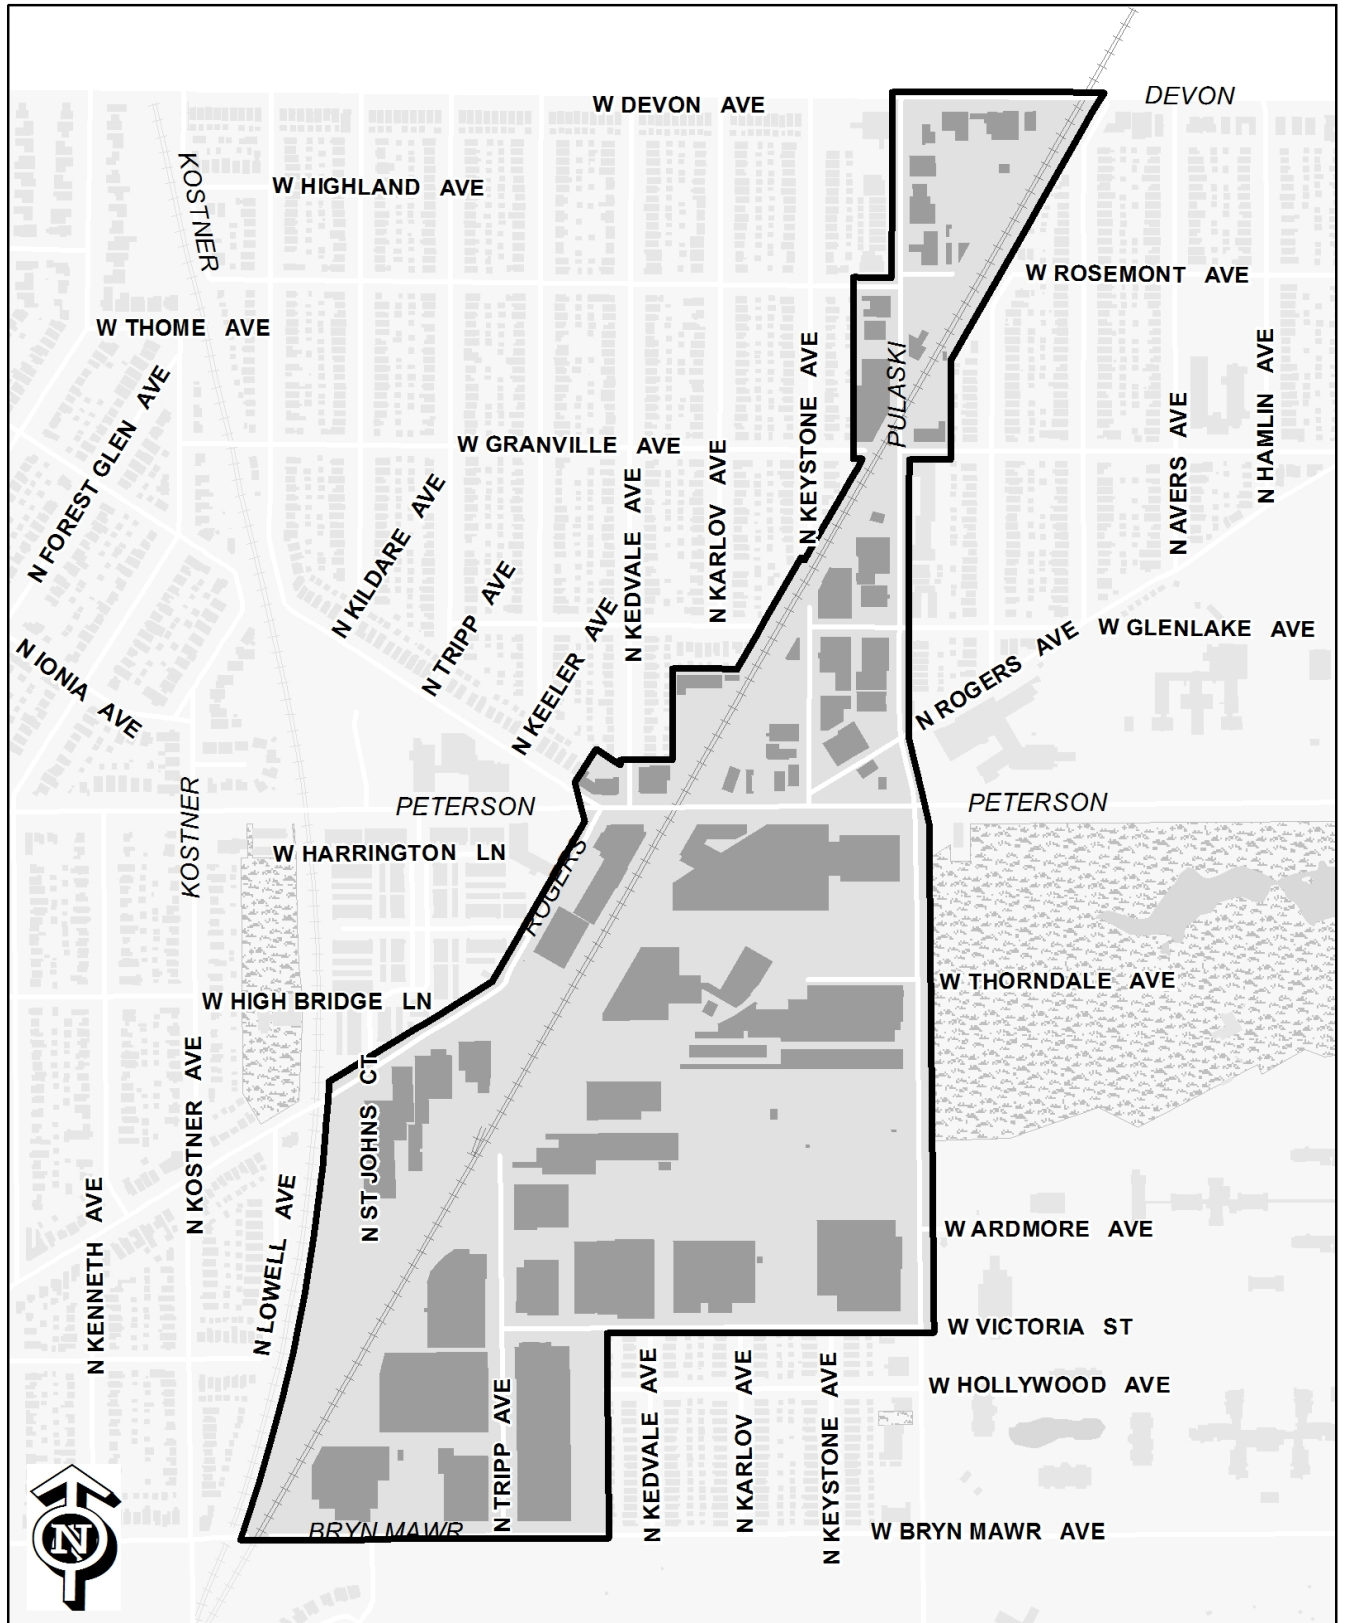 W DEVON AVE
DEVON
KOSTNER
W HIGHLAND AVE
W ROSEMONT AVE
W THOME AVE
N FOREST GLEN AVE
N KEYSTONE AVE
PULASKI
N HAMLIN AVE
N AVERS AVE
W GRANVILLE AVE
N KILDARE AVE
N TRIPP AVE
N KEELER AVE
N KEDVALE AVE
N KARLOV AVE
W GLENLAKE AVE
N ROGERS AVE
N IONIA AVE
KOSTNER
PETERSON
PETERSON
W HARRINGTON LN
ROGERS
W THORNDALE AVE
W HIGH BRIDGE LN
N KOSTNER AVE
N ST JOHNS CT
N KENNETH AVE
N LOWELL AVE
W ARDMORE AVE
W VICTORIA ST
W HOLLYWOOD AVE
N TRIPP AVE
N KEDVALE AVE
N KARLOV AVE
N KEYSTONE AVE
BRYN MAWR
W BRYN MAWR AVE
N